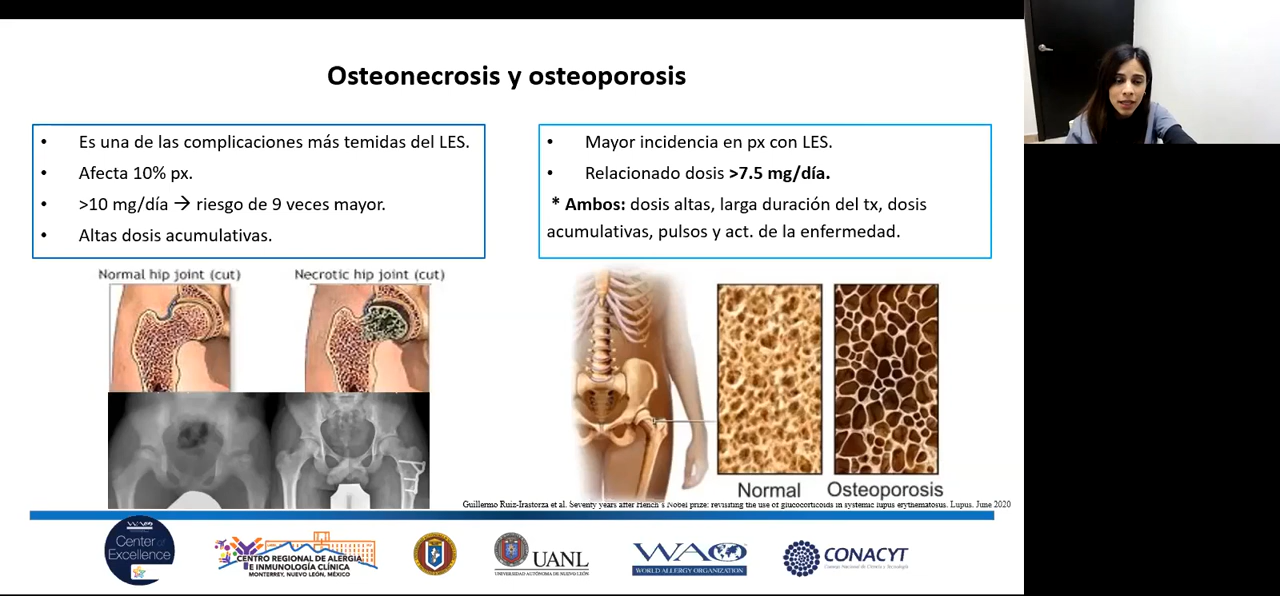 Osteonecrosis y osteoporosis
• Es una de las complicaciones más temidas del LES.
• Afecta 10% px.
• >10 mg/día → riesgo de 9 veces mayor.
• Altas dosis acumulativas.
• Mayor incidencia en px con LES.
• Relacionado dosis >7.5 mg/día.
* Ambos: dosis altas, larga duración del tx, dosis
acumulativas, pulsos y act. de la enfermedad.
Normal hip joint (cut)
Necrotic hip joint (cut)
Normal
Osteoporosis
Guillermo Ruiz-Irastorza et al. Seventy years after Hench's Nobel prize: revisiting the use of glucocorticoids in systemic lupus erythematosus. Lupus. June 2020
WAO
Center of
Excellence
CENTRO REGIONAL DE ALERGIA
E INMUNOLOGÍA CLÍNICA
MONTERREY, NUEVO LEÓN, MÉXICO
UANL
UNIVERSIDAD AUTÓNOMA DE NUEVO LEÓN
WAO
WORLD ALLERGY ORGANIZATION
CONACYT
Consejo Nacional de Ciencia y Tecnología